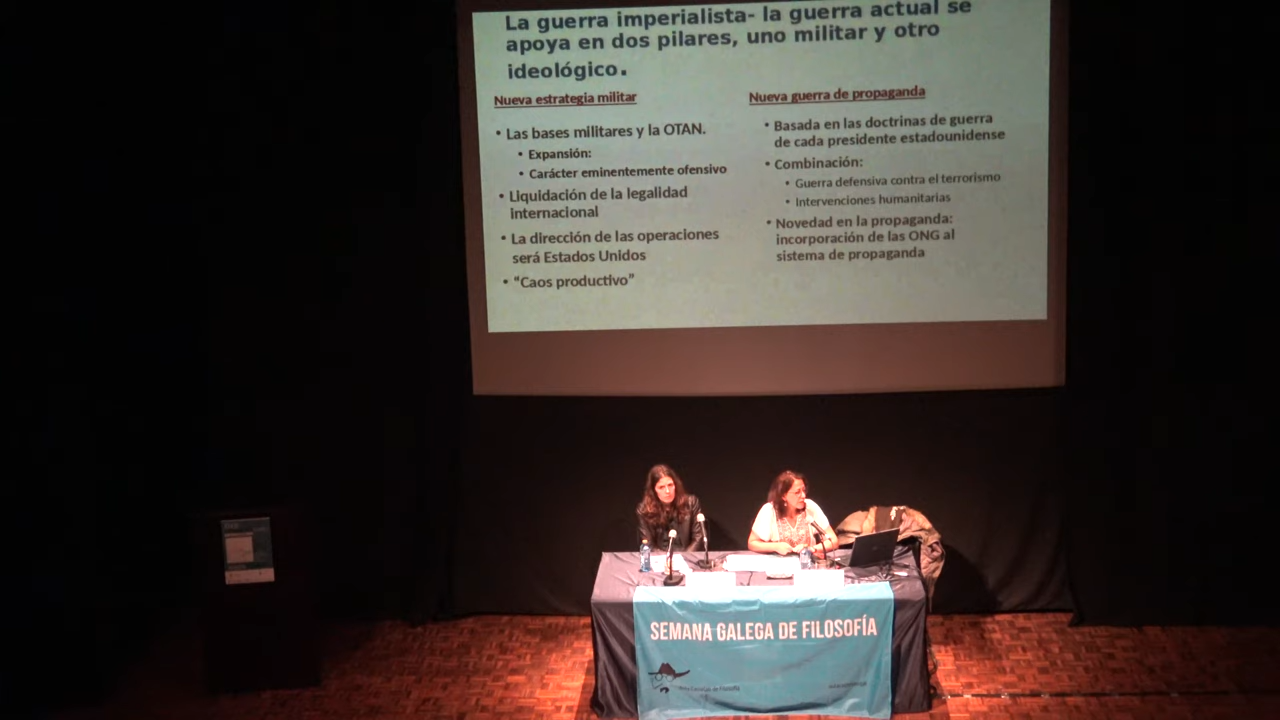 La guerra imperialista- la guerra actual se
apoya en dos pilares, uno militar y otro
ideológico.
Nueva estrategia militar
• Las bases militares y la OTAN.
• Expansión:
• Carácter eminentemente ofensivo
• Liquidación de la legalidad
internacional
• La dirección de las operaciones
será Estados Unidos
• “Caos productivo”
Nueva guerra de propaganda
• Basada en las doctrinas de guerra
de cada presidente estadounidense
• Combinación:
• Guerra defensiva contra el terrorismo
• Intervenciones humanitarias
• Novedad en la propaganda:
incorporación de las ONG al
sistema de propaganda
SEMANA GALEGA DE FILOSOFÍA